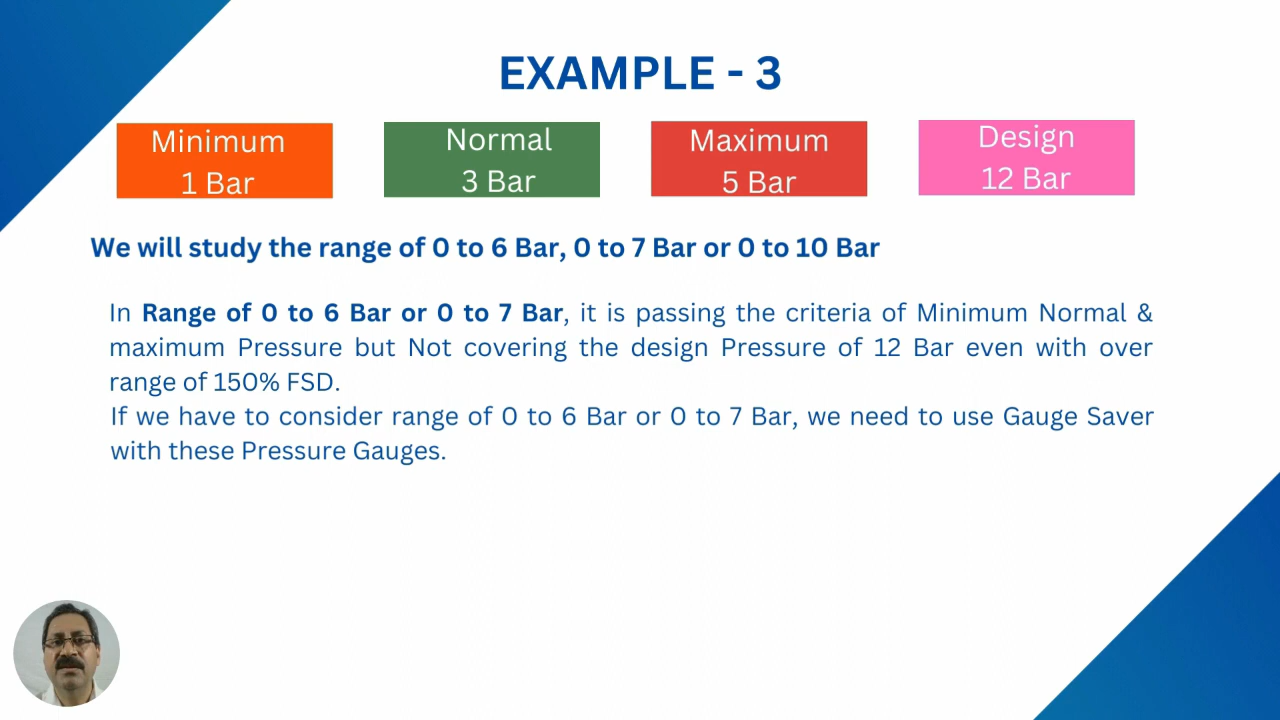 EXAMPLE - 3
Minimum
1 Bar
Normal
3 Bar
Maximum
5 Bar
Design
12 Bar
We will study the range of 0 to 6 Bar, 0 to 7 Bar or 0 to 10 Bar
In Range of 0 to 6 Bar or 0 to 7 Bar, it is passing the criteria of Minimum Normal &
maximum Pressure but Not covering the design Pressure of 12 Bar even with over
range of 150% FSD.
If we have to consider range of 0 to 6 Bar or 0 to 7 Bar, we need to use Gauge Saver
with these Pressure Gauges.